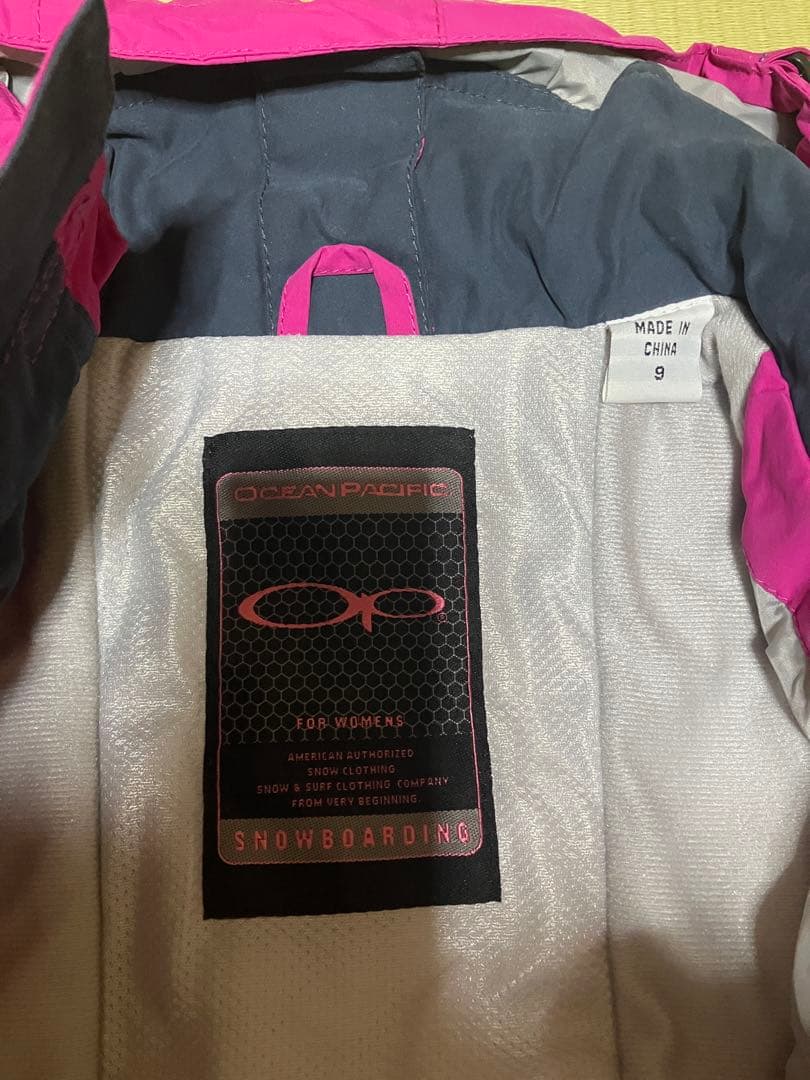 MADE IN
CHINA
9
OCEAN PACIFIC
Op®
FOR WOMENS
AMERICAN AUTHORIZED
SNOW CLOTHING
SNOW & SURF CLOTHING COMPANY
FROM VERY BEGINNING.
SNOWBOARDING